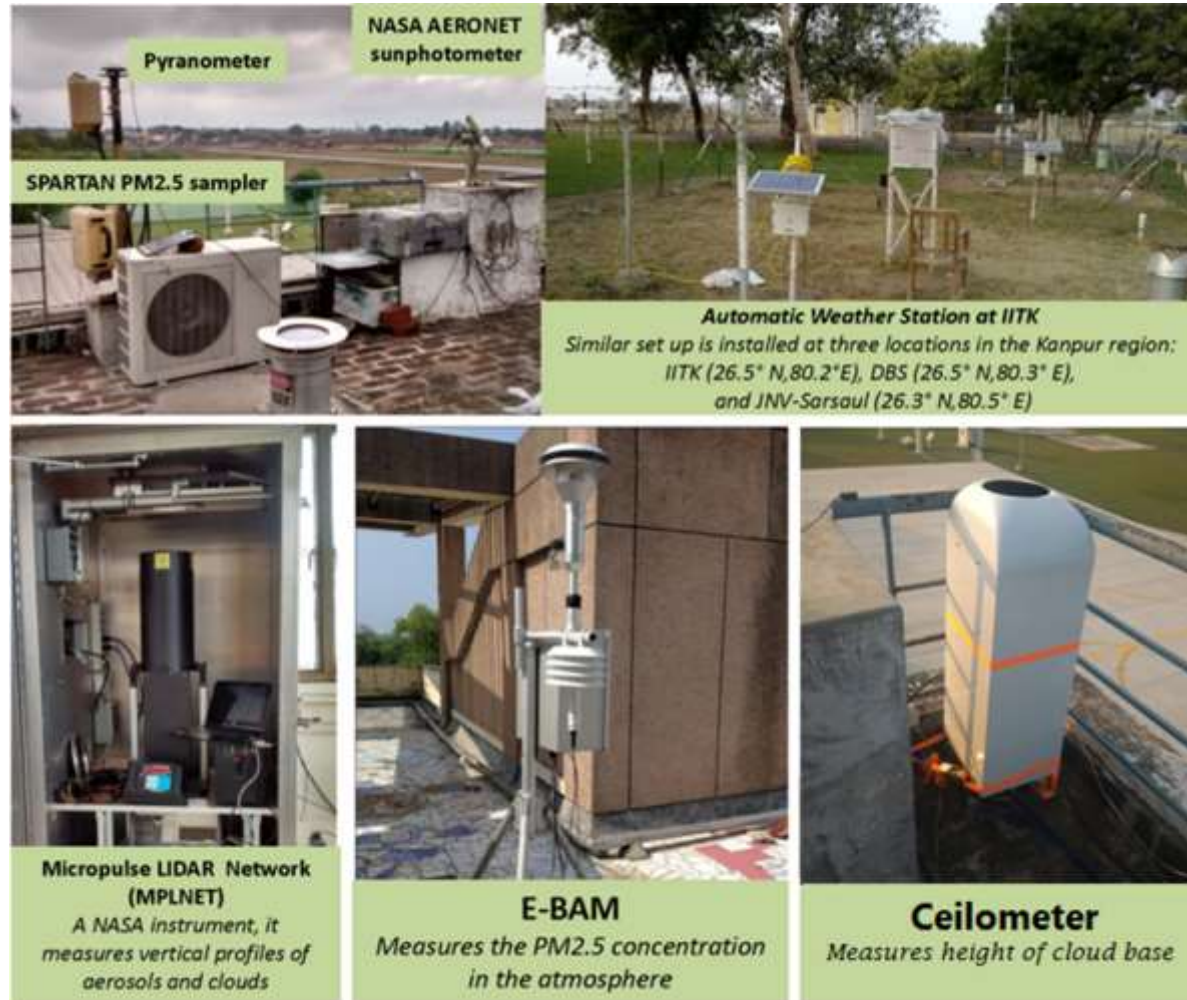 NASA AERONET
sunphotometer
Pyranometer
SPARTAN PM2.5 sampler
Automatic Weather Station at IITK
Similar set up is installed at three locations in the Kanpur region:
IITK (26.5° N,80.2°E), DBS (26.5° N,80.3° E),
and JNV-Sarsaul (26.3° N,80.5° E)
Micropulse LIDAR Network
(MPLNET)
A NASA instrument, it
measures vertical profiles of
aerosols and clouds
E-BAM
Measures the PM2.5 concentration
in the atmosphere
Ceilometer
Measures height of cloud base